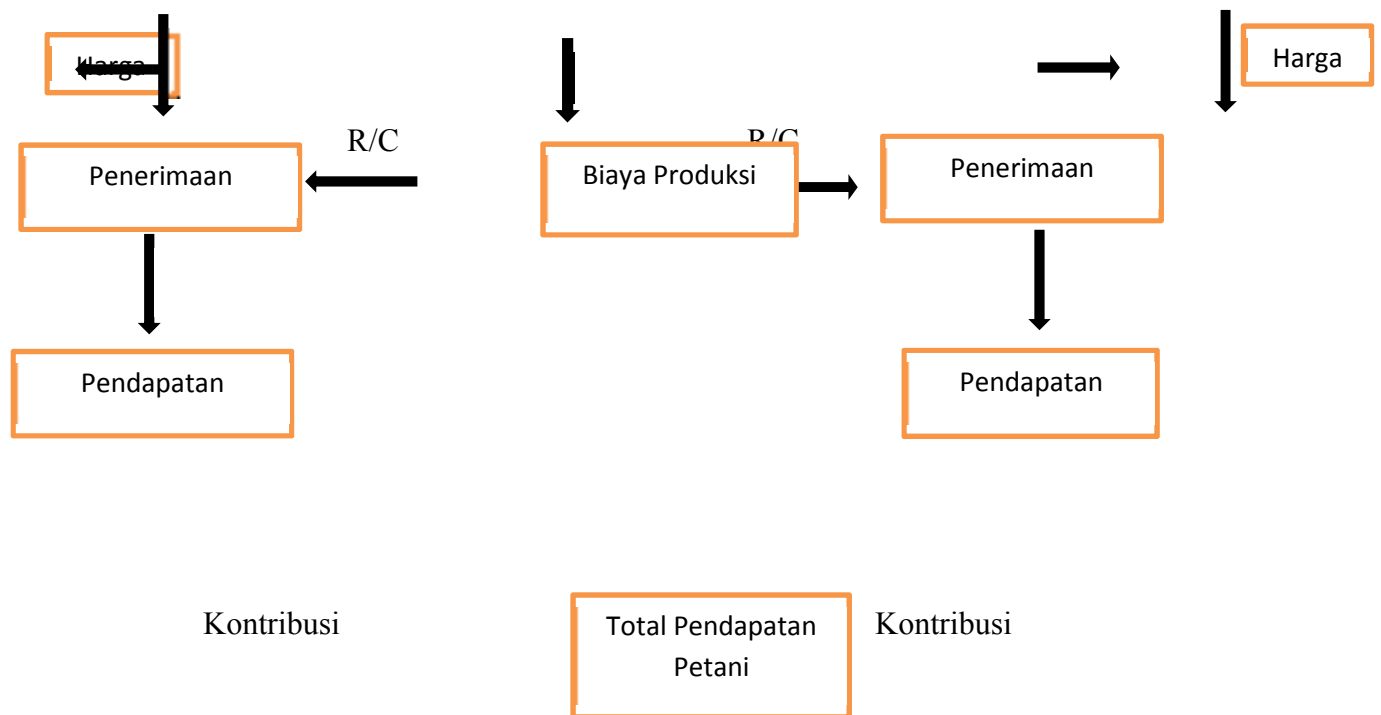 Harga
Harga
R/C
R/C
Penerimaan
Biaya Produksi
Penerimaan
Pendapatan
Pendapatan
Kontribusi
Total Pendapatan
Petani
Kontribusi